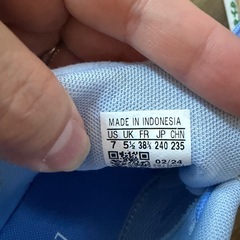 MADE IN INDONESIA
US UK FR JP CHN
7 5½ 38⅔ 240 235
02/24